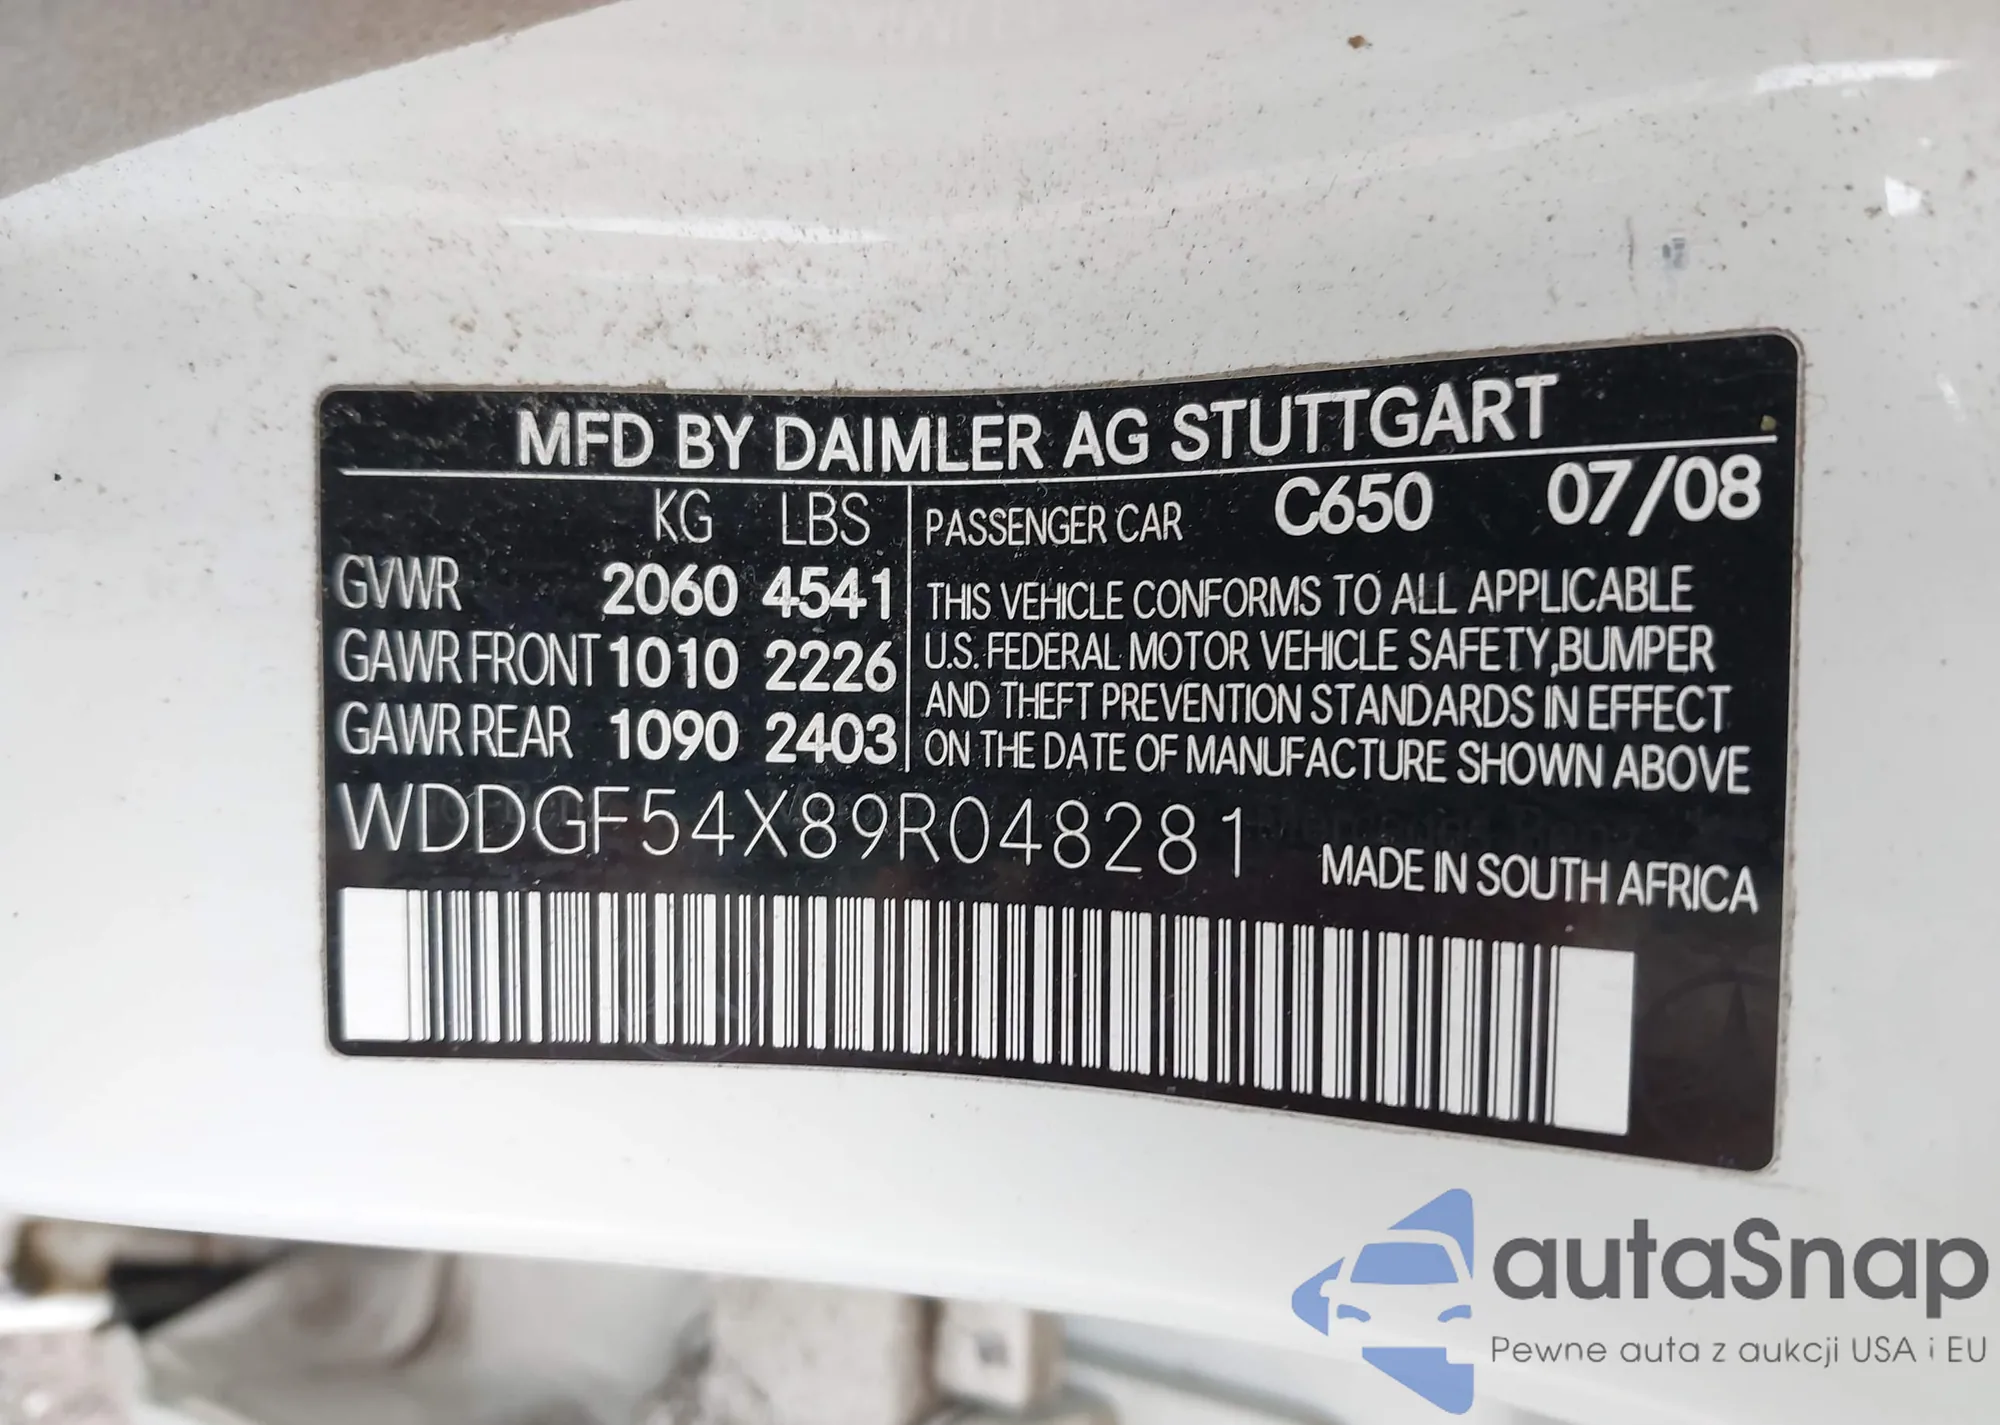 MFD BY DAIMLER AG STUTTGART
KG LBS
GVWR 2060 4541
GAWR FRONT 1010 2226
GAWR REAR 1090 2403
PASSENGER CAR C650 07/08
THIS VEHICLE CONFORMS TO ALL APPLICABLE
U.S. FEDERAL MOTOR VEHICLE SAFETY,BUMPER
AND THEFT PREVENTION STANDARDS IN EFFECT
ON THE DATE OF MANUFACTURE SHOWN ABOVE
WDDGF54X89R048281
MADE IN SOUTH AFRICA
autaSnap
Pewne auta z aukcji USA i EU